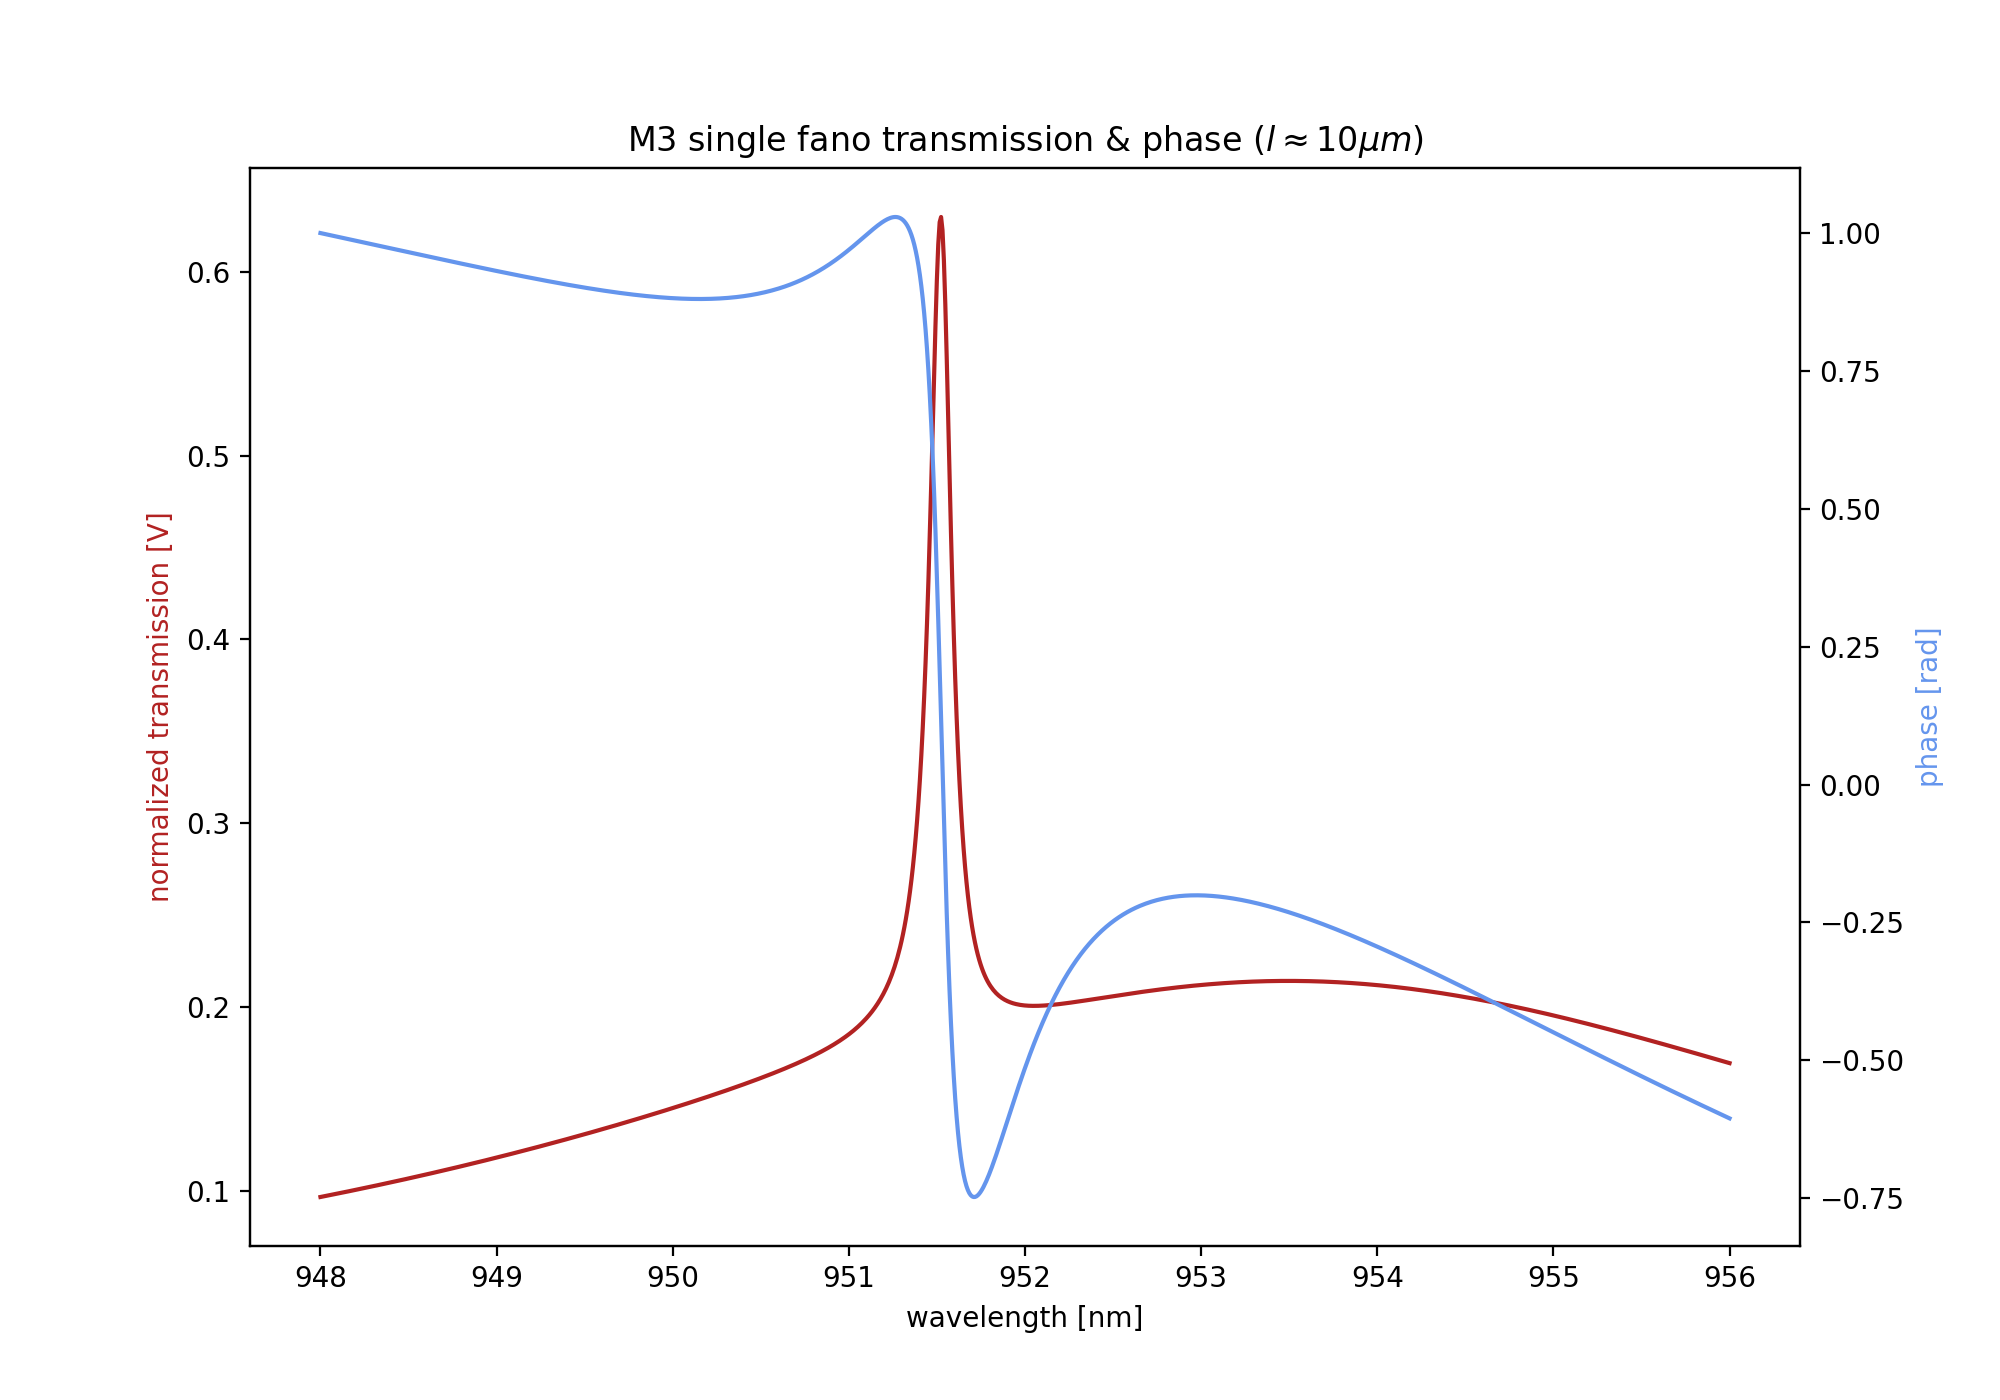 M3 single fano transmission & phase (l ≈ 10μm)
normalized transmission [V]
0.6
0.5
0.4
0.3
0.2
0.1
1.00
0.75
0.50
0.25
0.00
−0.25
−0.50
−0.75
phase [rad]
948 949 950 951 952 953 954 955 956
wavelength [nm]